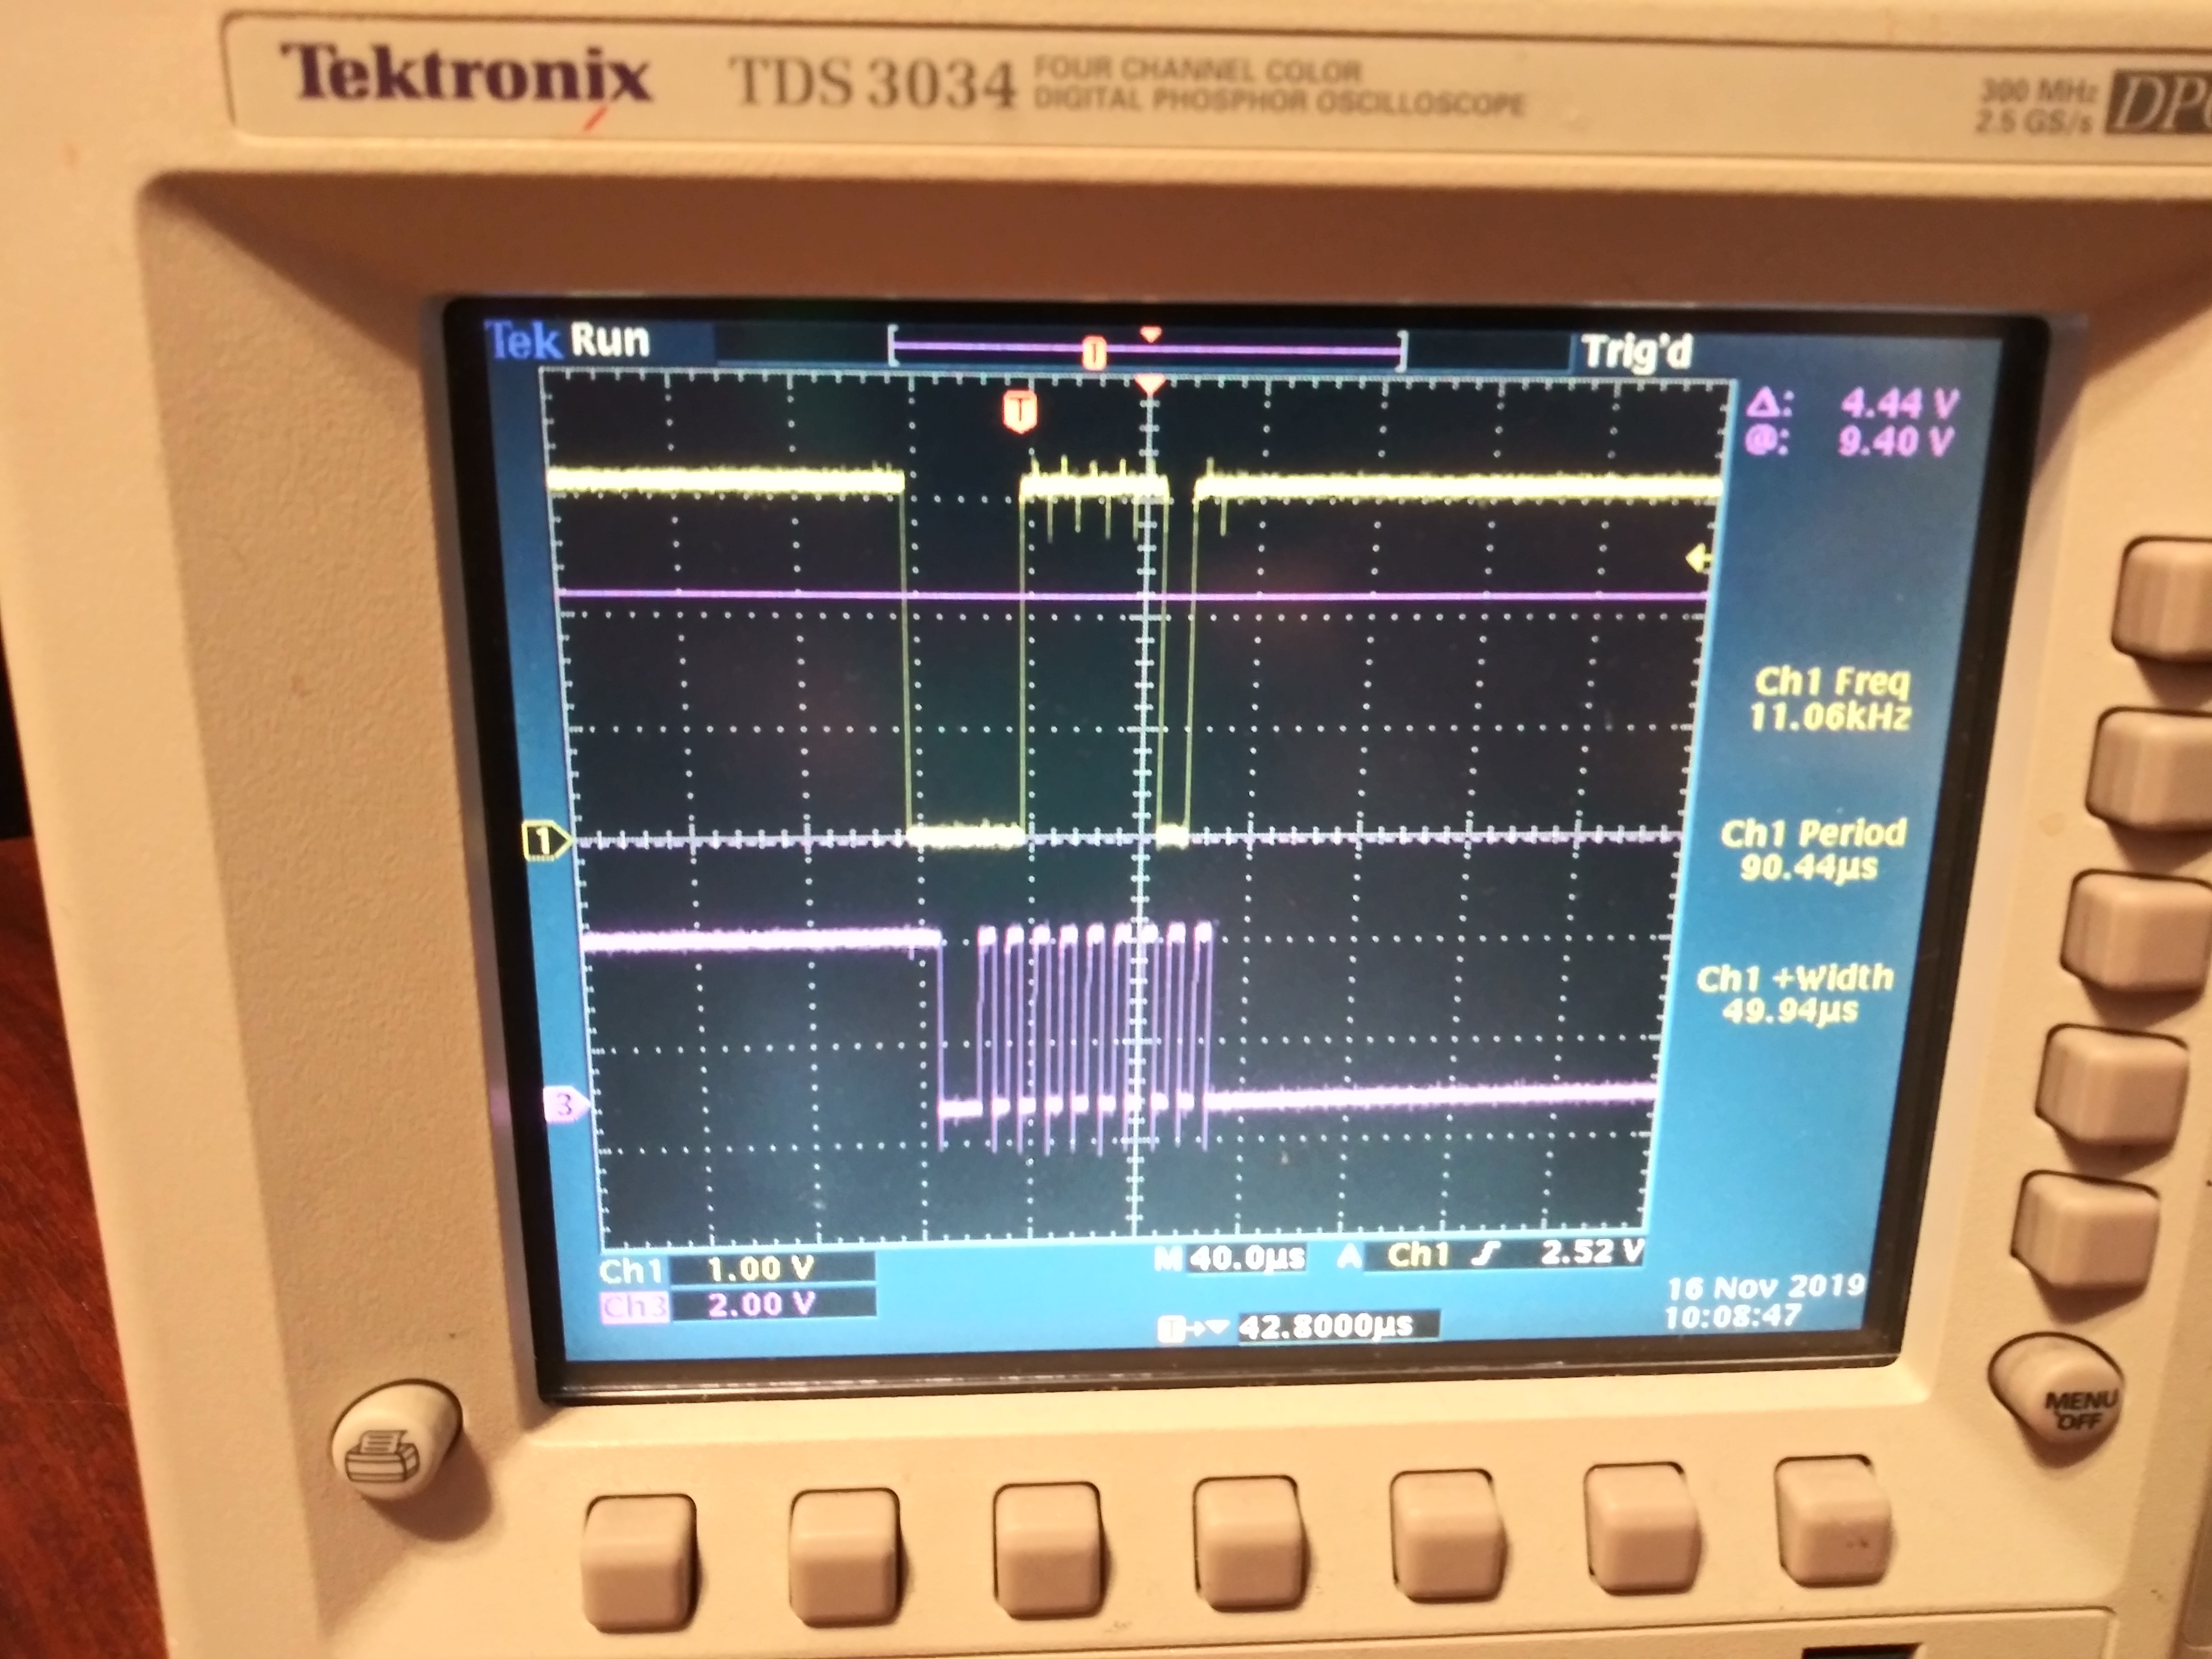 Tektronix TDS 3034 FOUR CHANNEL COLOR
DIGITAL PHOSPHOR OSCILLOSCOPE
300 MHz
2.5 GS/s
Tek Run
Trig'd
T
T
Δ: 4.44 V
@: 9.40 V
Ch1 Freq
11.06kHz
1
Ch1 Period
90.44µs
Ch1 +Width
49.94µs
3
Ch1 1.00 V
Ch3 2.00 V
M 40.0µs A Ch1 2.52 V
42.8000µs
16 Nov 2019
10:08:47
MENU
OFF